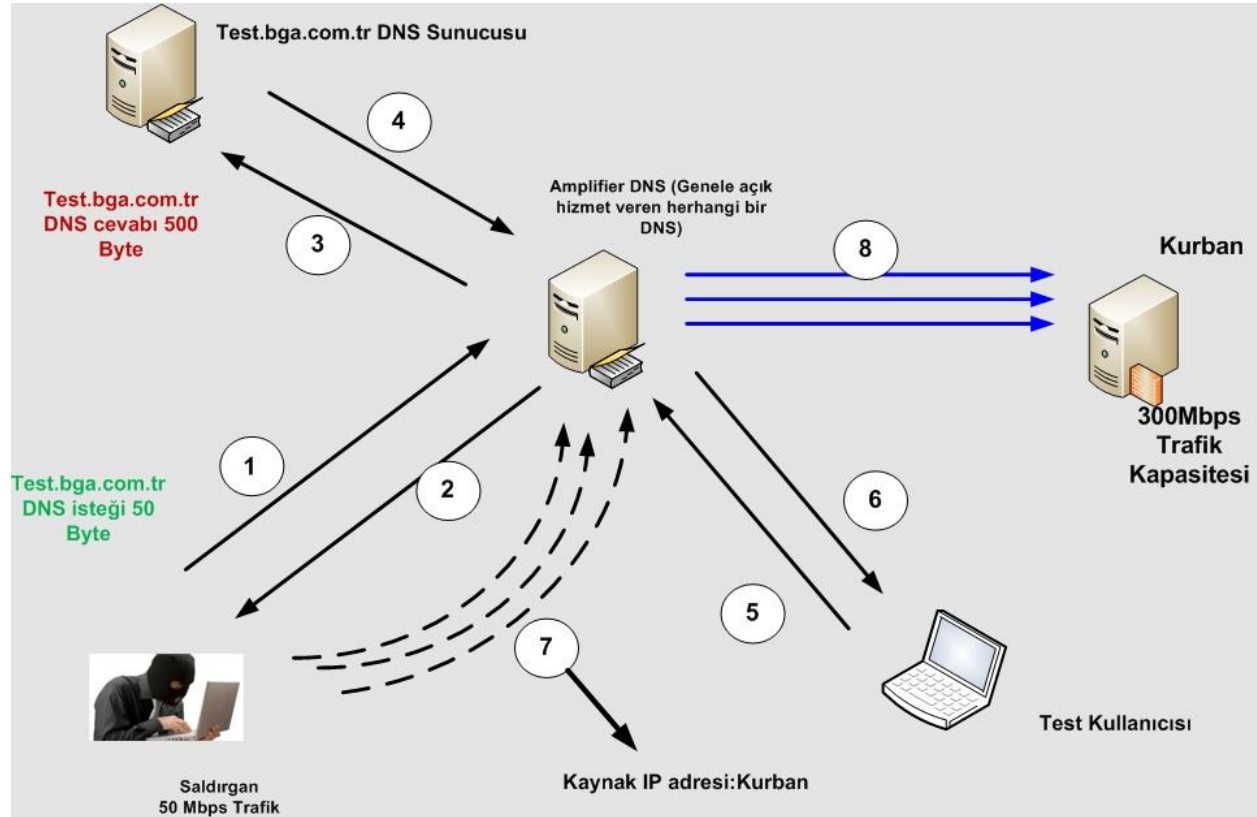 Test.bga.com.tr DNS Sunucusu
4
Test.bga.com.tr
DNS cevabı 500
Byte
3
Amplifier DNS (Genele açık
hizmet veren herhangi bir
DNS)
8
Kurban
300Mbps
Trafik
Kapasitesi
1
2
Test.bga.com.tr
DNS isteği 50
Byte
6
5
7
Test Kullanıcısı
Saldırgan
50 Mbps Trafik
Kaynak IP adresi:Kurban